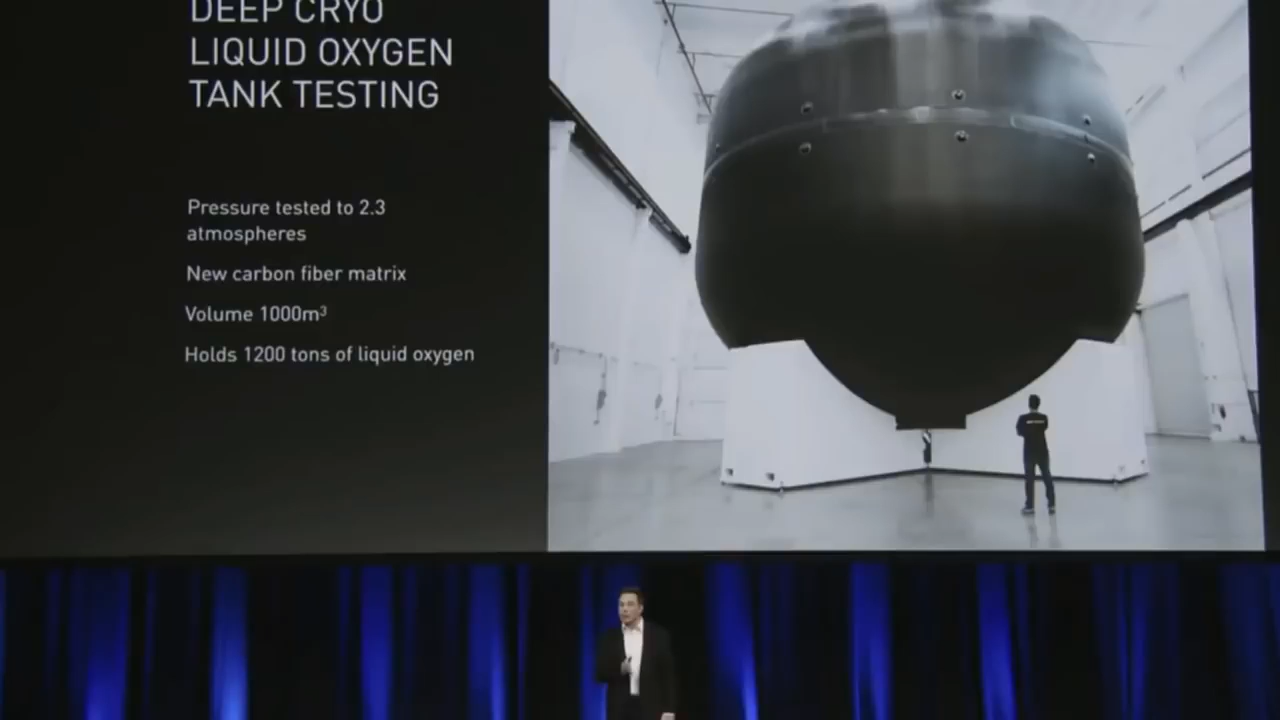 DEEP CRYO
LIQUID OXYGEN
TANK TESTING
Pressure tested to 2.3
atmospheres
New carbon fiber matrix
Volume 1000m³
Holds 1200 tons of liquid oxygen